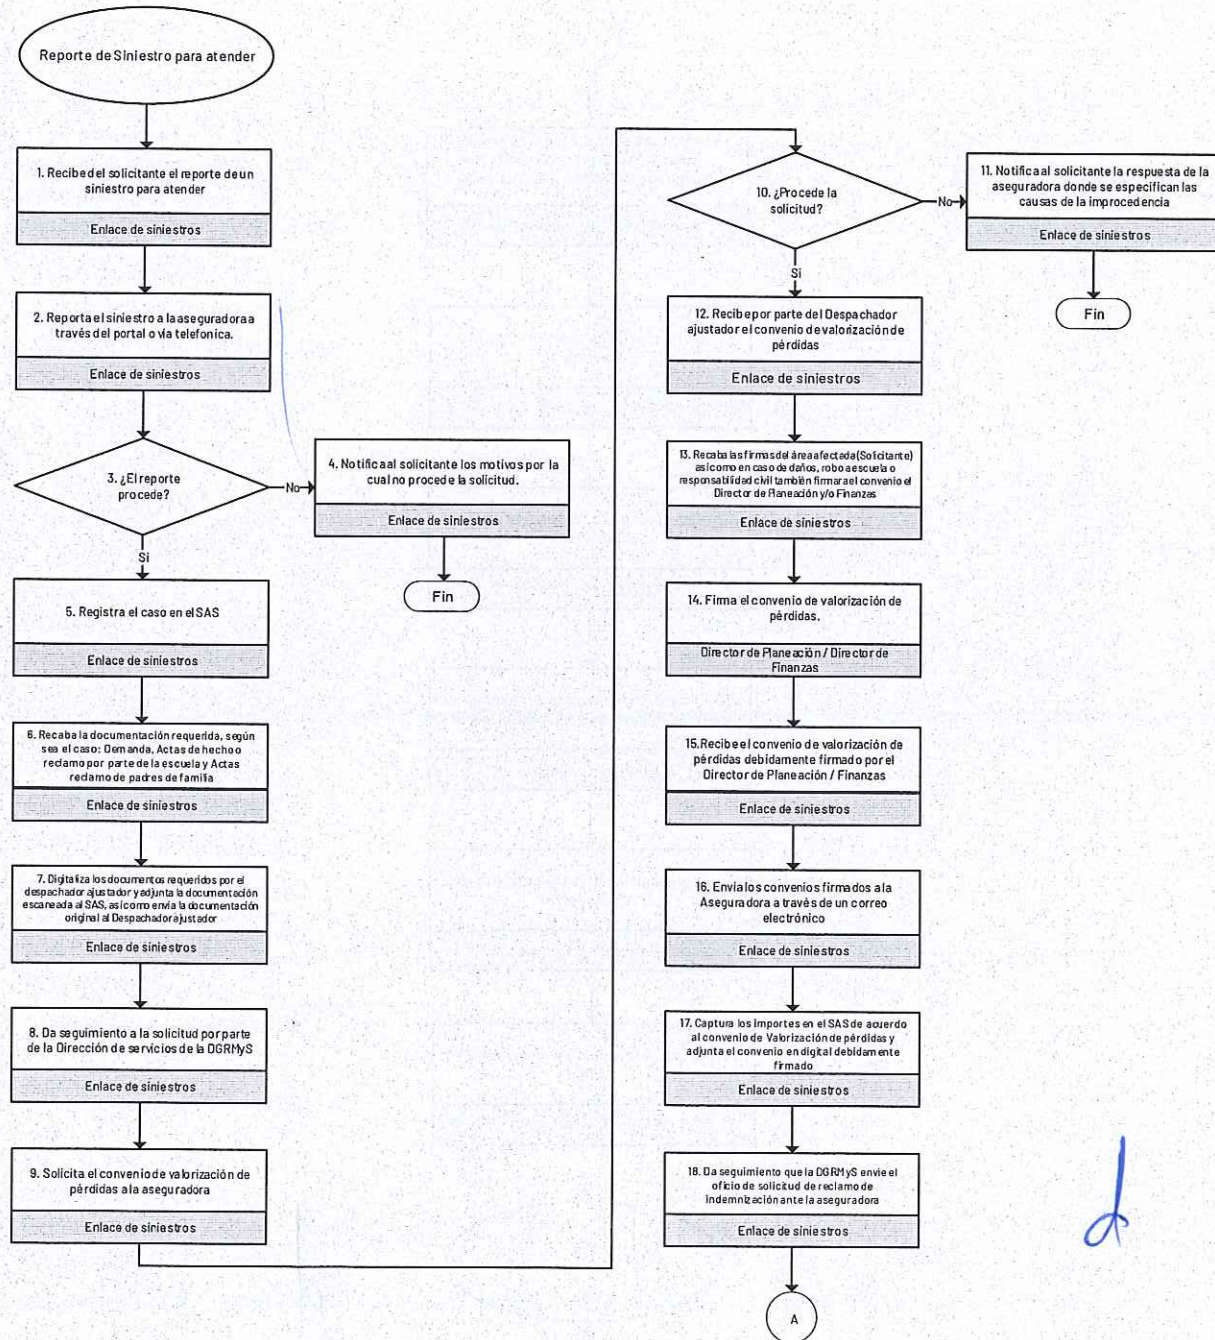 Reporte de Siniestro para atender
1. Recibe del solicitante el reporte de un
siniestro para atender
Enlace de siniestros
2. Reporta el siniestro a la aseguradora a
través del portal o vía telefonica.
Enlace de siniestros
3. ¿El reporte
procede?
No
4. Notifica al solicitante los motivos por la
cual no procede la solicitud.
Enlace de siniestros
Fin
Si
5. Registra el caso en el SAS
Enlace de siniestros
6. Recaba la documentación requerida, según
sea el caso: Demanda, Actas de hecho o
reclamo por parte de la escuela y Actas
reclamo de padres de familia
Enlace de siniestros
7. Digitaliza los documentos requeridos por el
despachador ajustador y adjunta la documentación
escaneada al SAS, asi como envía la documentación
original al Despachador ajustador
Enlace de siniestros
8. Da seguimiento a la solicitud por parte
de la Dirección de servicios de la DGRMyS
Enlace de siniestros
9. Solicita el convenio de valorización de
pérdidas a la aseguradora
Enlace de siniestros
10. ¿Procede la
solicitud?
No
11. Notifica al solicitante la respuesta de la
aseguradora donde se especifican las
causas de la improcedencia
Enlace de siniestros
Fin
Si
12. Recibe por parte del Despachador
ajustador el convenio de valorización de
pérdidas
Enlace de siniestros
13. Recaba las firmas del área afectada (Solicitante)
asi como en caso de daños, robo a escuela o
responsabilidad civil también firmara el convenio el
Director de Planeación y/o Finanzas
Enlace de siniestros
14. Firma el convenio de valorización de
pérdidas.
Director de Planeación / Director de
Finanzas
15. Recibe el convenio de valorización de
pérdidas debidamente firmado por el
Director de Planeación / Finanzas
Enlace de siniestros
16. Envía los convenios firmados a la
Aseguradora a través de un correo
electrónico
Enlace de siniestros
17. Captura los importes en el SAS de acuerdo
al convenio de Valorización de pérdidas y
adjunta el convenio en digital debidamente
firmado
Enlace de siniestros
18. Da seguimiento que la DGRMyS envie el
oficio de solicitud de reclamo de
indemnización ante la aseguradora
Enlace de siniestros
A